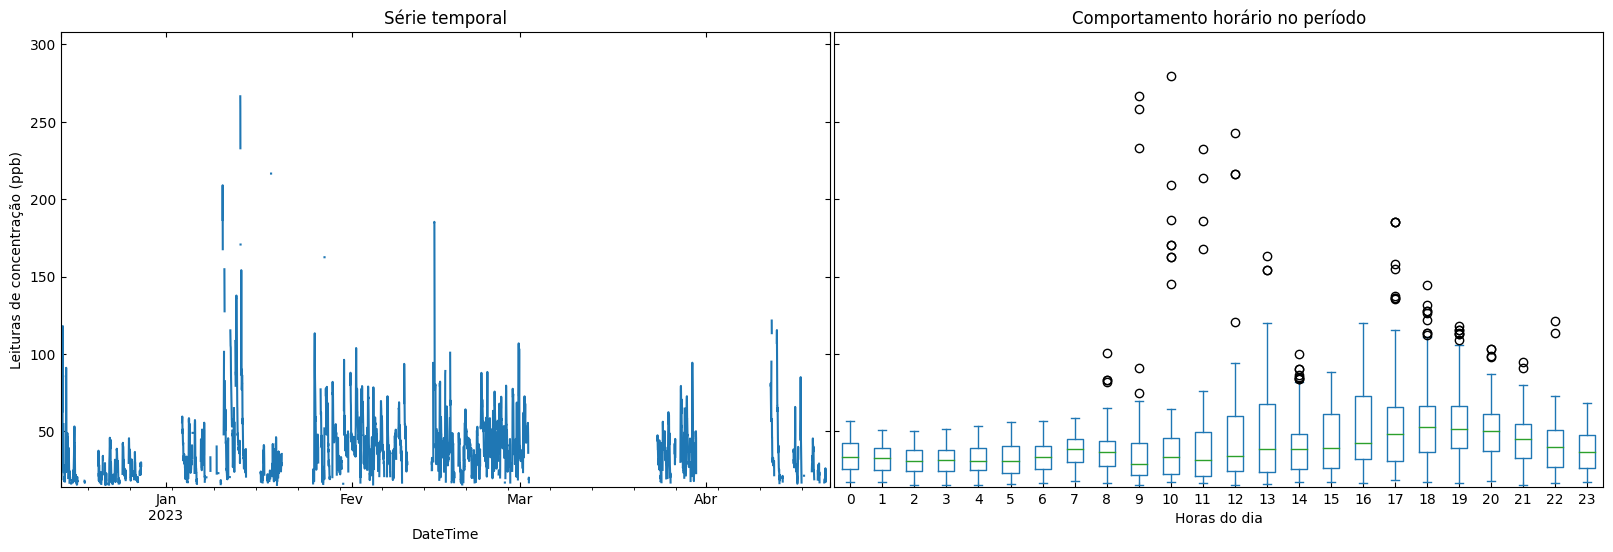 Série temporal
Comportamento horário no período
Leituras de concentração (ppb)
300
250
200
150
100
50
Jan
2023
Fev
Mar
Abr
DateTime
0 1 2 3 4 5 6 7 8 9 10 11 12 13 14 15 16 17 18 19 20 21 22 23
Horas do dia